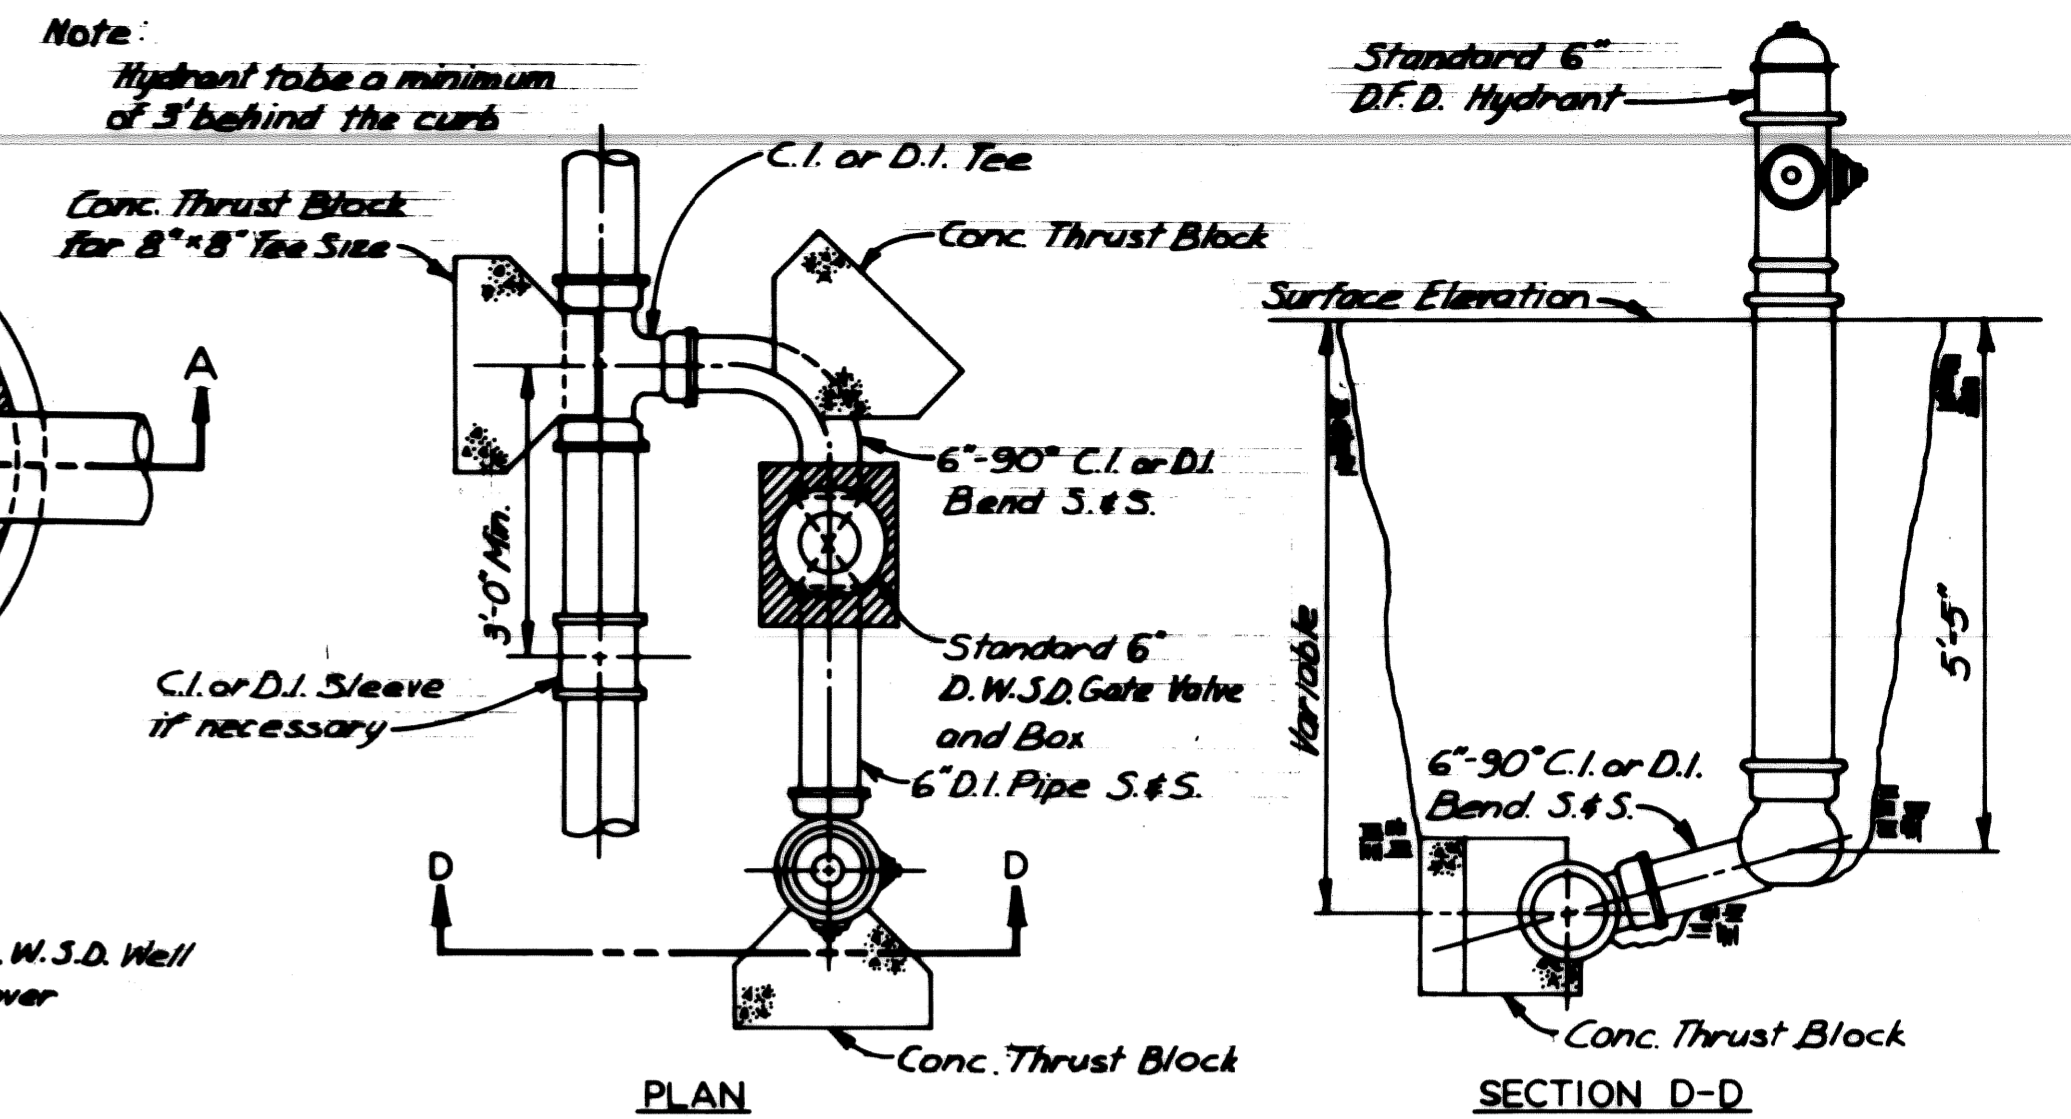 Note:
Hydrant to be a minimum
of 3' behind the curb
C.I. or D.I. Tee
Conc. Thrust Block
for 8"x8" Tee Size
Conc. Thrust Block
A
3'-0" Min.
6"-90° C.I. or D.I.
Bend S.&S.
Standard 6"
D.W.S.D. Gate Valve
and Box
6" D.I. Pipe S.&S.
C.I. or D.I. Sleeve
if necessary
D
D
W.S.D. Well
Conc. Thrust Block
PLAN
Standard 6"
D.F.D. Hydrant
Surface Elevation
Variable
5'-5"
6"-90° C.I. or D.I.
Bend. S.&S.
Conc. Thrust Block
SECTION D-D